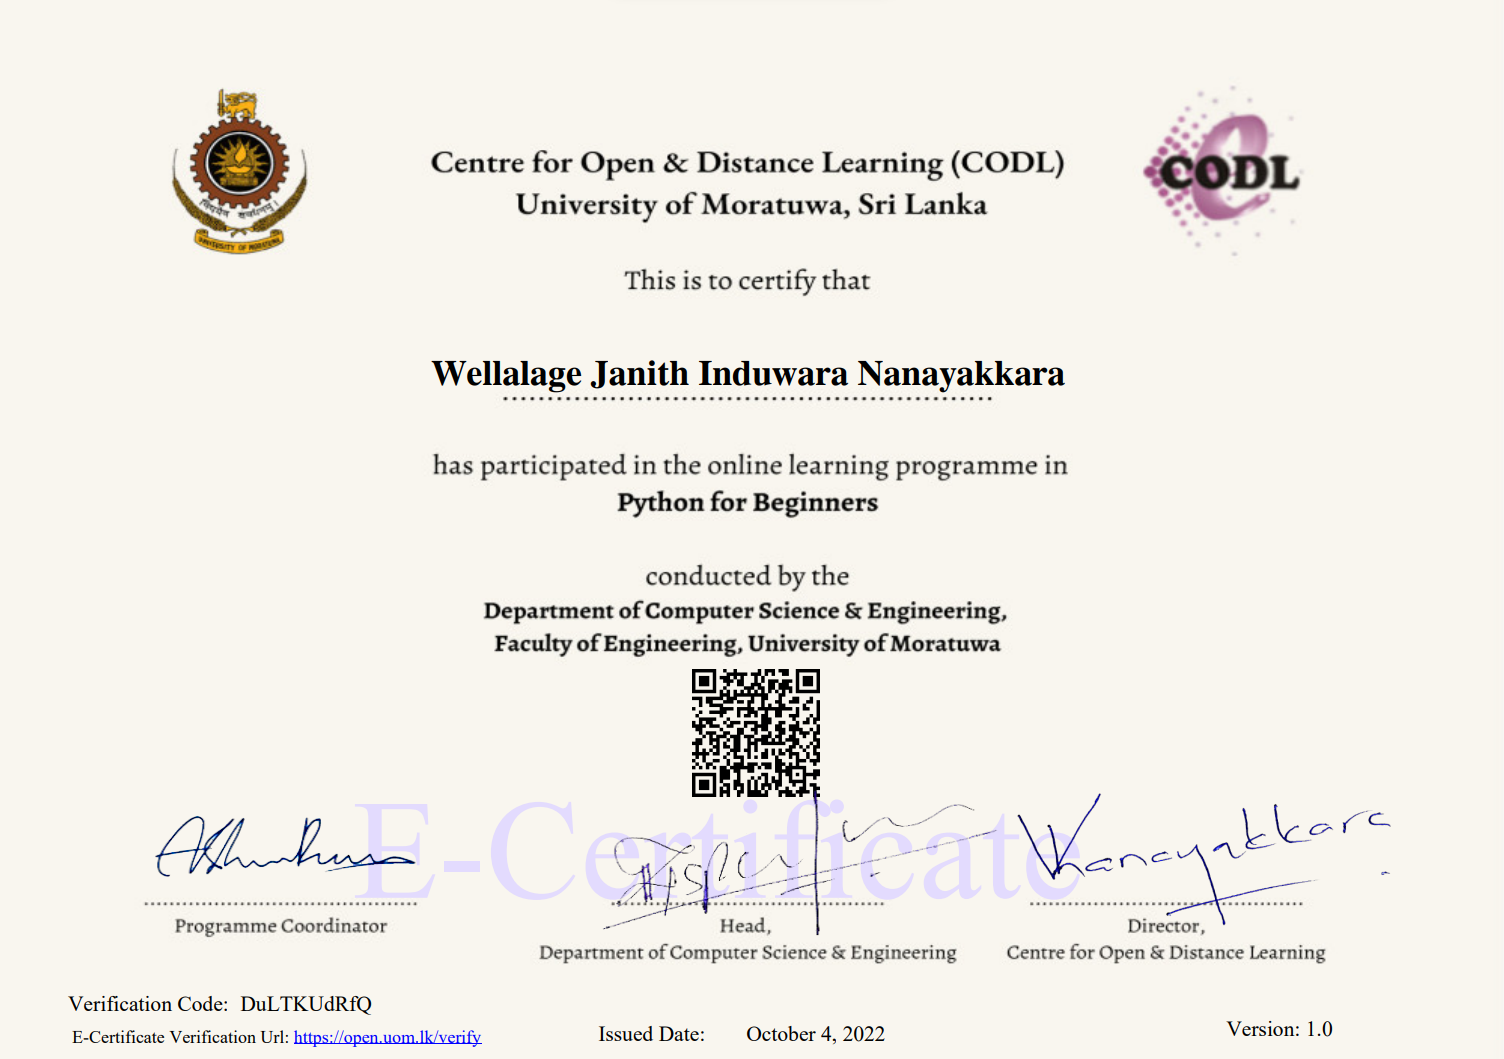 Centre for Open & Distance Learning (CODL)
University of Moratuwa, Sri Lanka
CODL
UNIVERSITY OF MORATUWA
This is to certify that
Wellalage Janith Induwara Nanayakkara
has participated in the online learning programme in
Python for Beginners
conducted by the
Department of Computer Science & Engineering,
Faculty of Engineering, University of Moratuwa
E-Certificate
Programme Coordinator
Head,
Department of Computer Science & Engineering
Director,
Centre for Open & Distance Learning
Verification Code: DuLTKUdRfQ
E-Certificate Verification Url: https://open.uom.lk/verify
Issued Date: October 4, 2022
Version: 1.0